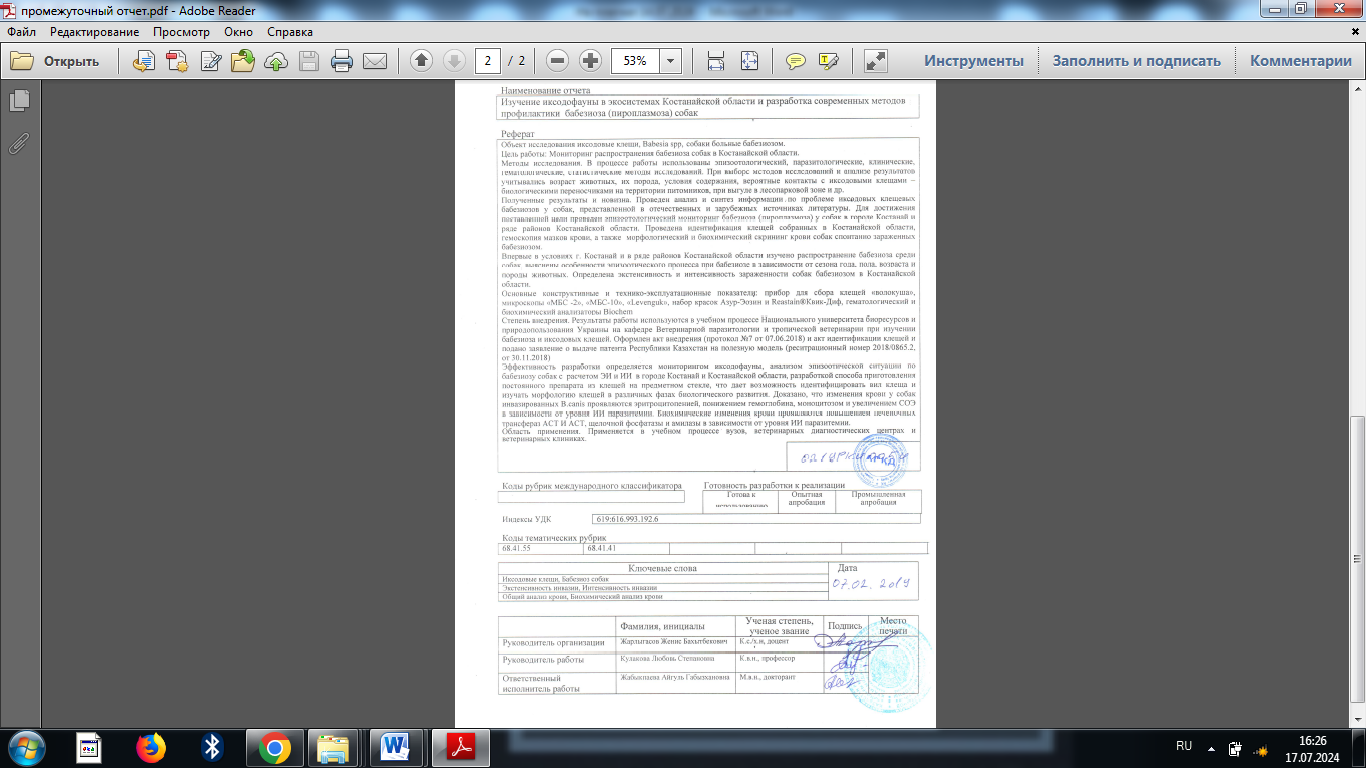 промежуточный отчет.pdf - Adobe Reader
Файл Редактирование Просмотр Окно Справка
Открыть 2 / 2 53% Инструменты Заполнить и подписать Комментарии
Наименование отчета
Изучение иксодофауны в экосистемах Костанайской области и разработка современных методов
профилактики бабезиоза (пироплазмоза) собак
Реферат
Объект исследования иксодовые клещи, Babesia spp, собаки больные бабезиозом.
Цель работы: Мониторинг распространения бабезиоза собак в Костанайской области.
Методы исследования. В процессе работы использованы эпизоотологический, паразитологические, клинические,
гематологические, статистические методы исследований. При выборе методов исследований и анализе результатов
учитывались возраст животных, их порода, условия содержания, вероятные контакты с иксодовыми клещами –
биологическими переносчиками на территории питомников, при выгуле в лесопарковой зоне и др.
Полученные результаты и новизна. Проведен анализ и синтез информации по проблеме иксодовых клещевых
бабезиозов у собак, представленной в отечественных и зарубежных источниках литературы. Для достижения
поставленной цели проведен эпизоотологический мониторинг бабезиоза (пироплазмоза) у собак в городе Костанай и
ряде районов Костанайской области. Проведена идентификация клещей собранных в Костанайской области,
гемоскопия мазков крови, а также морфологический и биохимический скрининг крови собак спонтанно зараженных
бабезиозом.
Впервые в условиях г. Костанай и в ряде районов Костанайской области изучено распространение бабезиоза среди
собак, выяснены особенности эпизоотического процесса при бабезиозе в зависимости от сезона года, пола, возраста и
породы животных. Определена экстенсивность и интенсивность зараженности собак бабезиозом в Костанайской
области.
Основные конструктивные и технико-эксплуатационные показатели: прибор для сбора клещей «волокуша»,
микроскопы «МБС -2», «МБС-10», «Levenguk», набор красок Азур-Эозин и Reastain®Квик-Диф, гематологический и
биохимический анализаторы Biochem
Степень внедрения. Результаты работы используются в учебном процессе Национального университета биоресурсов и
природопользования Украины на кафедре Ветеринарной паразитологии и тропической ветеринарии при изучении
бабезиоза и иксодовых клещей. Оформлен акт внедрения (протокол №7 от 07.06.2018) и акт идентификации клещей и
подано заявление о выдаче патента Республики Казахстан на полезную модель (реситрационный номер 2018/0865.2,
от 30.11.2018)
Эффективность разработки определяется мониторингом иксодофауны, анализом эпизоотической ситуации по
бабезиозу собак с расчетом ЭИ и ИИ в городе Костанай и Костанайской области, разработкой способа приготовления
постоянного препарата из клещей на предметном стекле, что дает возможность идентифицировать вид клеща и
изучать морфологию клещей в различных фазах биологического развития. Доказано, что изменения крови у собак
инвазированных B.canis проявляются эритроцитопенией, понижением гемоглобина, моноцитозом и увеличением СОЭ
в зависимости от уровня ИИ паразитемии. Биохимические изменения крови проявляются повышением печеночных
трансфераз АСТ И АСТ, щелочной фосфатазы и амилазы в зависимости от уровня ИИ паразитемии.
Область применения. Применяется в учебном процессе вузов, ветеринарных диагностических центрах и
ветеринарных клиниках.
Коды рубрик международного классификатора Готовность разработки к реализации
Готова к использованию Опытная апробация Промышленная апробация
Индексы УДК 619:616.993.192.6
Коды тематических рубрик
68.41.55 68.41.41
Ключевые слова Дата
Иксодовые клещи, Бабезиоз собак 07.02.2019
Экстенсивность инвазии, Интенсивность инвазии
Общий анализ крови, Биохимический анализ крови
Фамилия, инициалы Ученая степень, ученое звание Подпись Место печати
Руководитель организации Жарлыгасов Женис Бахытбекович К.с/х.н, доцент
Руководитель работы Кулакова Любовь Степановна К.в.н., профессор
Ответственный исполнитель работы Жабыкпаева Айгуль Габызхановна М.в.н., докторант
RU 16:26
17.07.2024